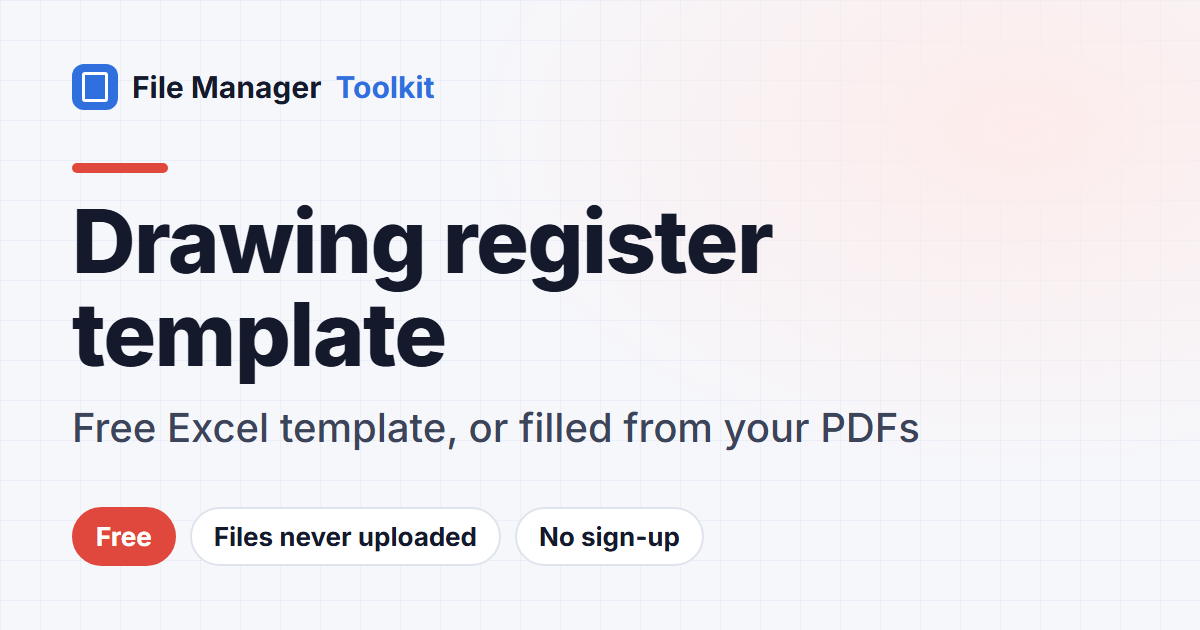 File Manager Toolkit
Drawing register
template
Free Excel template, or filled from your PDFs
Free
Files never uploaded
No sign-up